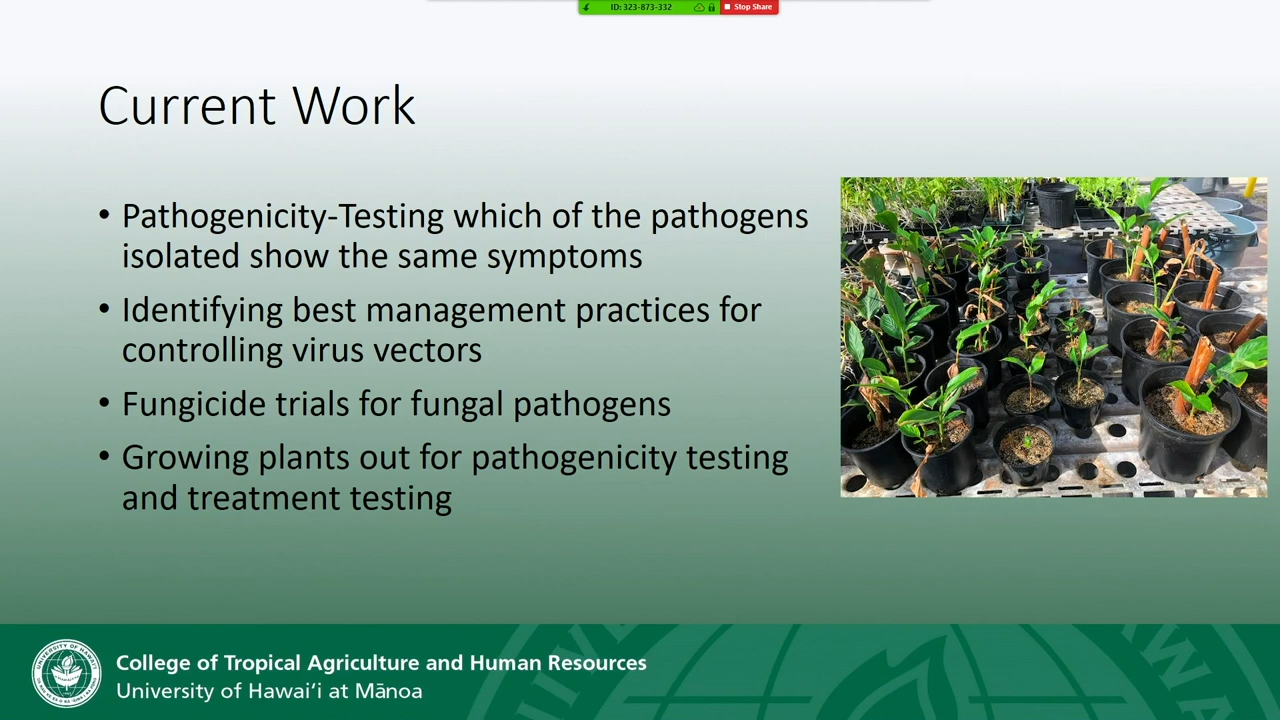 ID: 323-873-332
Stop Share
Current Work
• Pathogenicity-Testing which of the pathogens
isolated show the same symptoms
• Identifying best management practices for
controlling virus vectors
• Fungicide trials for fungal pathogens
• Growing plants out for pathogenicity testing
and treatment testing
College of Tropical Agriculture and Human Resources
University of Hawaiʻi at Mānoa